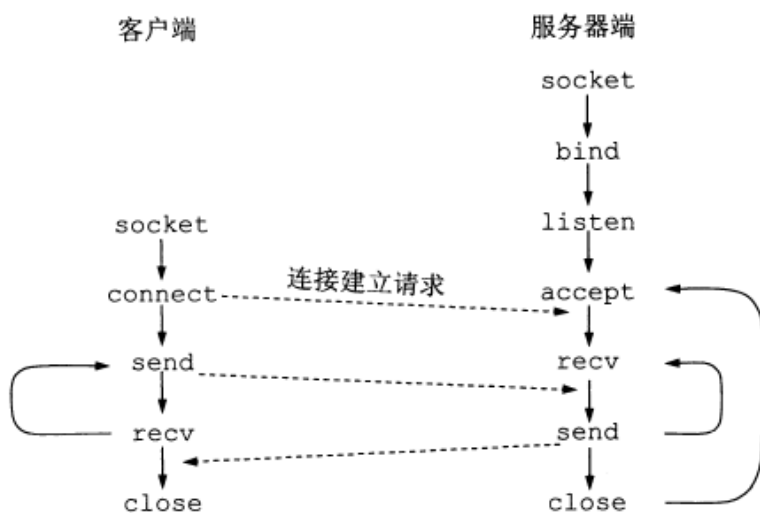 客户端
服务器端
socket
bind
listen
socket
connect
连接建立请求
accept
send
recv
recv
send
close
close